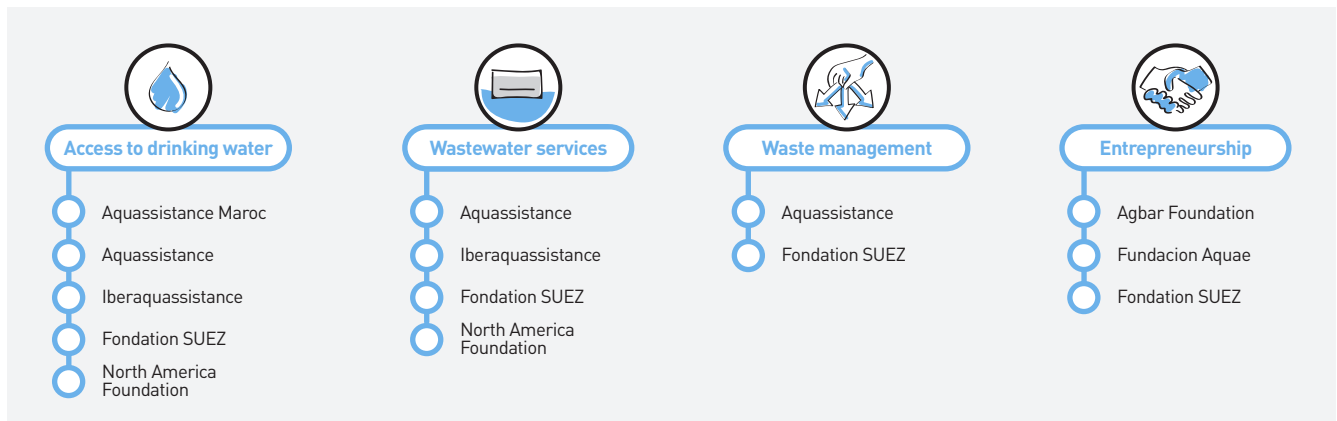 Access to drinking water
Aquassistance Maroc
Aquassistance
Iberaquassistance
Fondation SUEZ
North America
Foundation
Wastewater services
Aquassistance
Iberaquassistance
Fondation SUEZ
North America
Foundation
Waste management
Aquassistance
Fondation SUEZ
Entrepreneurship
Agbar Foundation
Fundacion Aquae
Fondation SUEZ